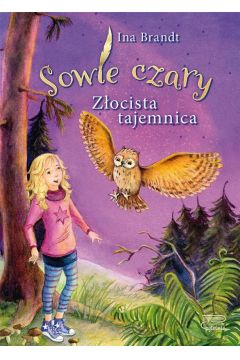 Ina Brandt
Sowie czary
Złocista
tajemnica